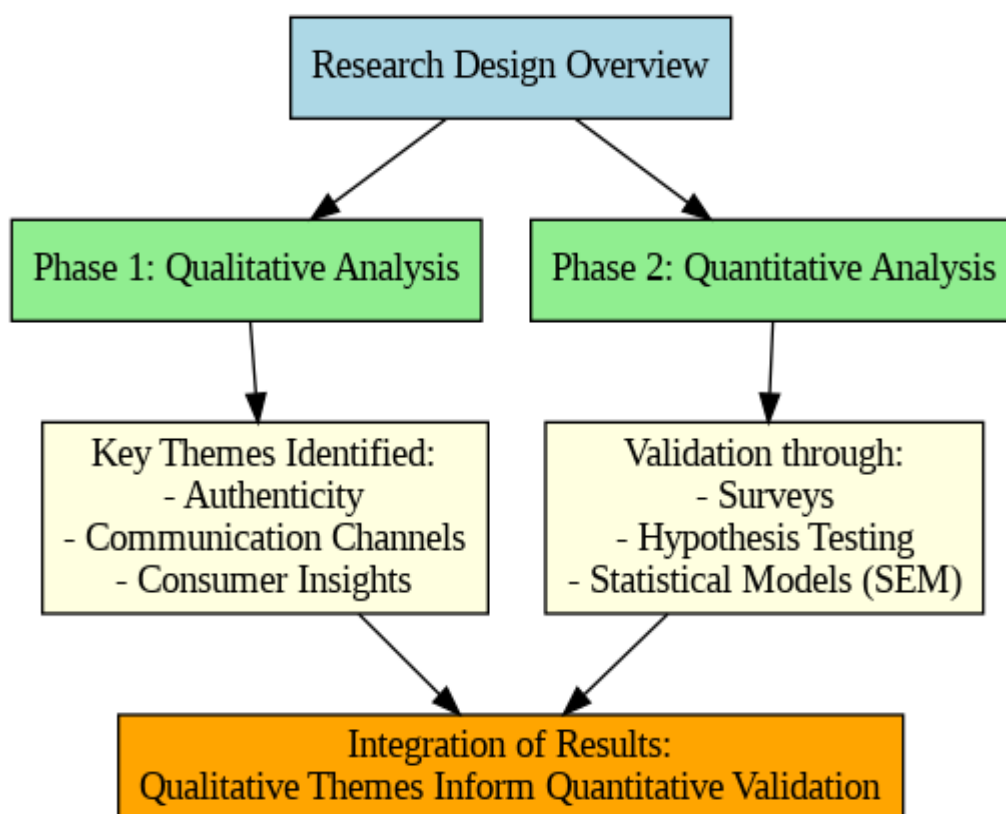 Research Design Overview
Phase 1: Qualitative Analysis
Phase 2: Quantitative Analysis
Key Themes Identified:
- Authenticity
- Communication Channels
- Consumer Insights
Validation through:
- Surveys
- Hypothesis Testing
- Statistical Models (SEM)
Integration of Results:
Qualitative Themes Inform Quantitative Validation